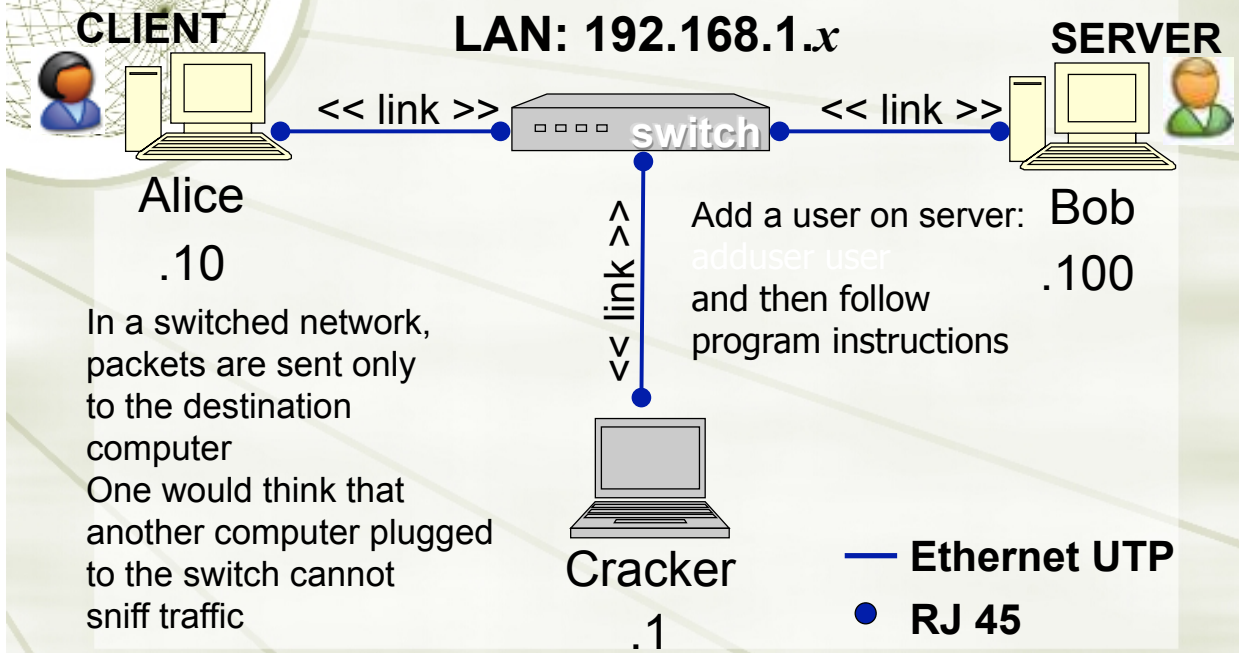 CLIENT
LAN: 192.168.1.x
SERVER
<< link >>
switch
<< link >>
Alice
.10
<< link >>
Add a user on server:
adduser user
and then follow
program instructions
Bob
.100
In a switched network,
packets are sent only
to the destination
computer
One would think that
another computer plugged
to the switch cannot
sniff traffic
Cracker
.1
Ethernet UTP
RJ 45